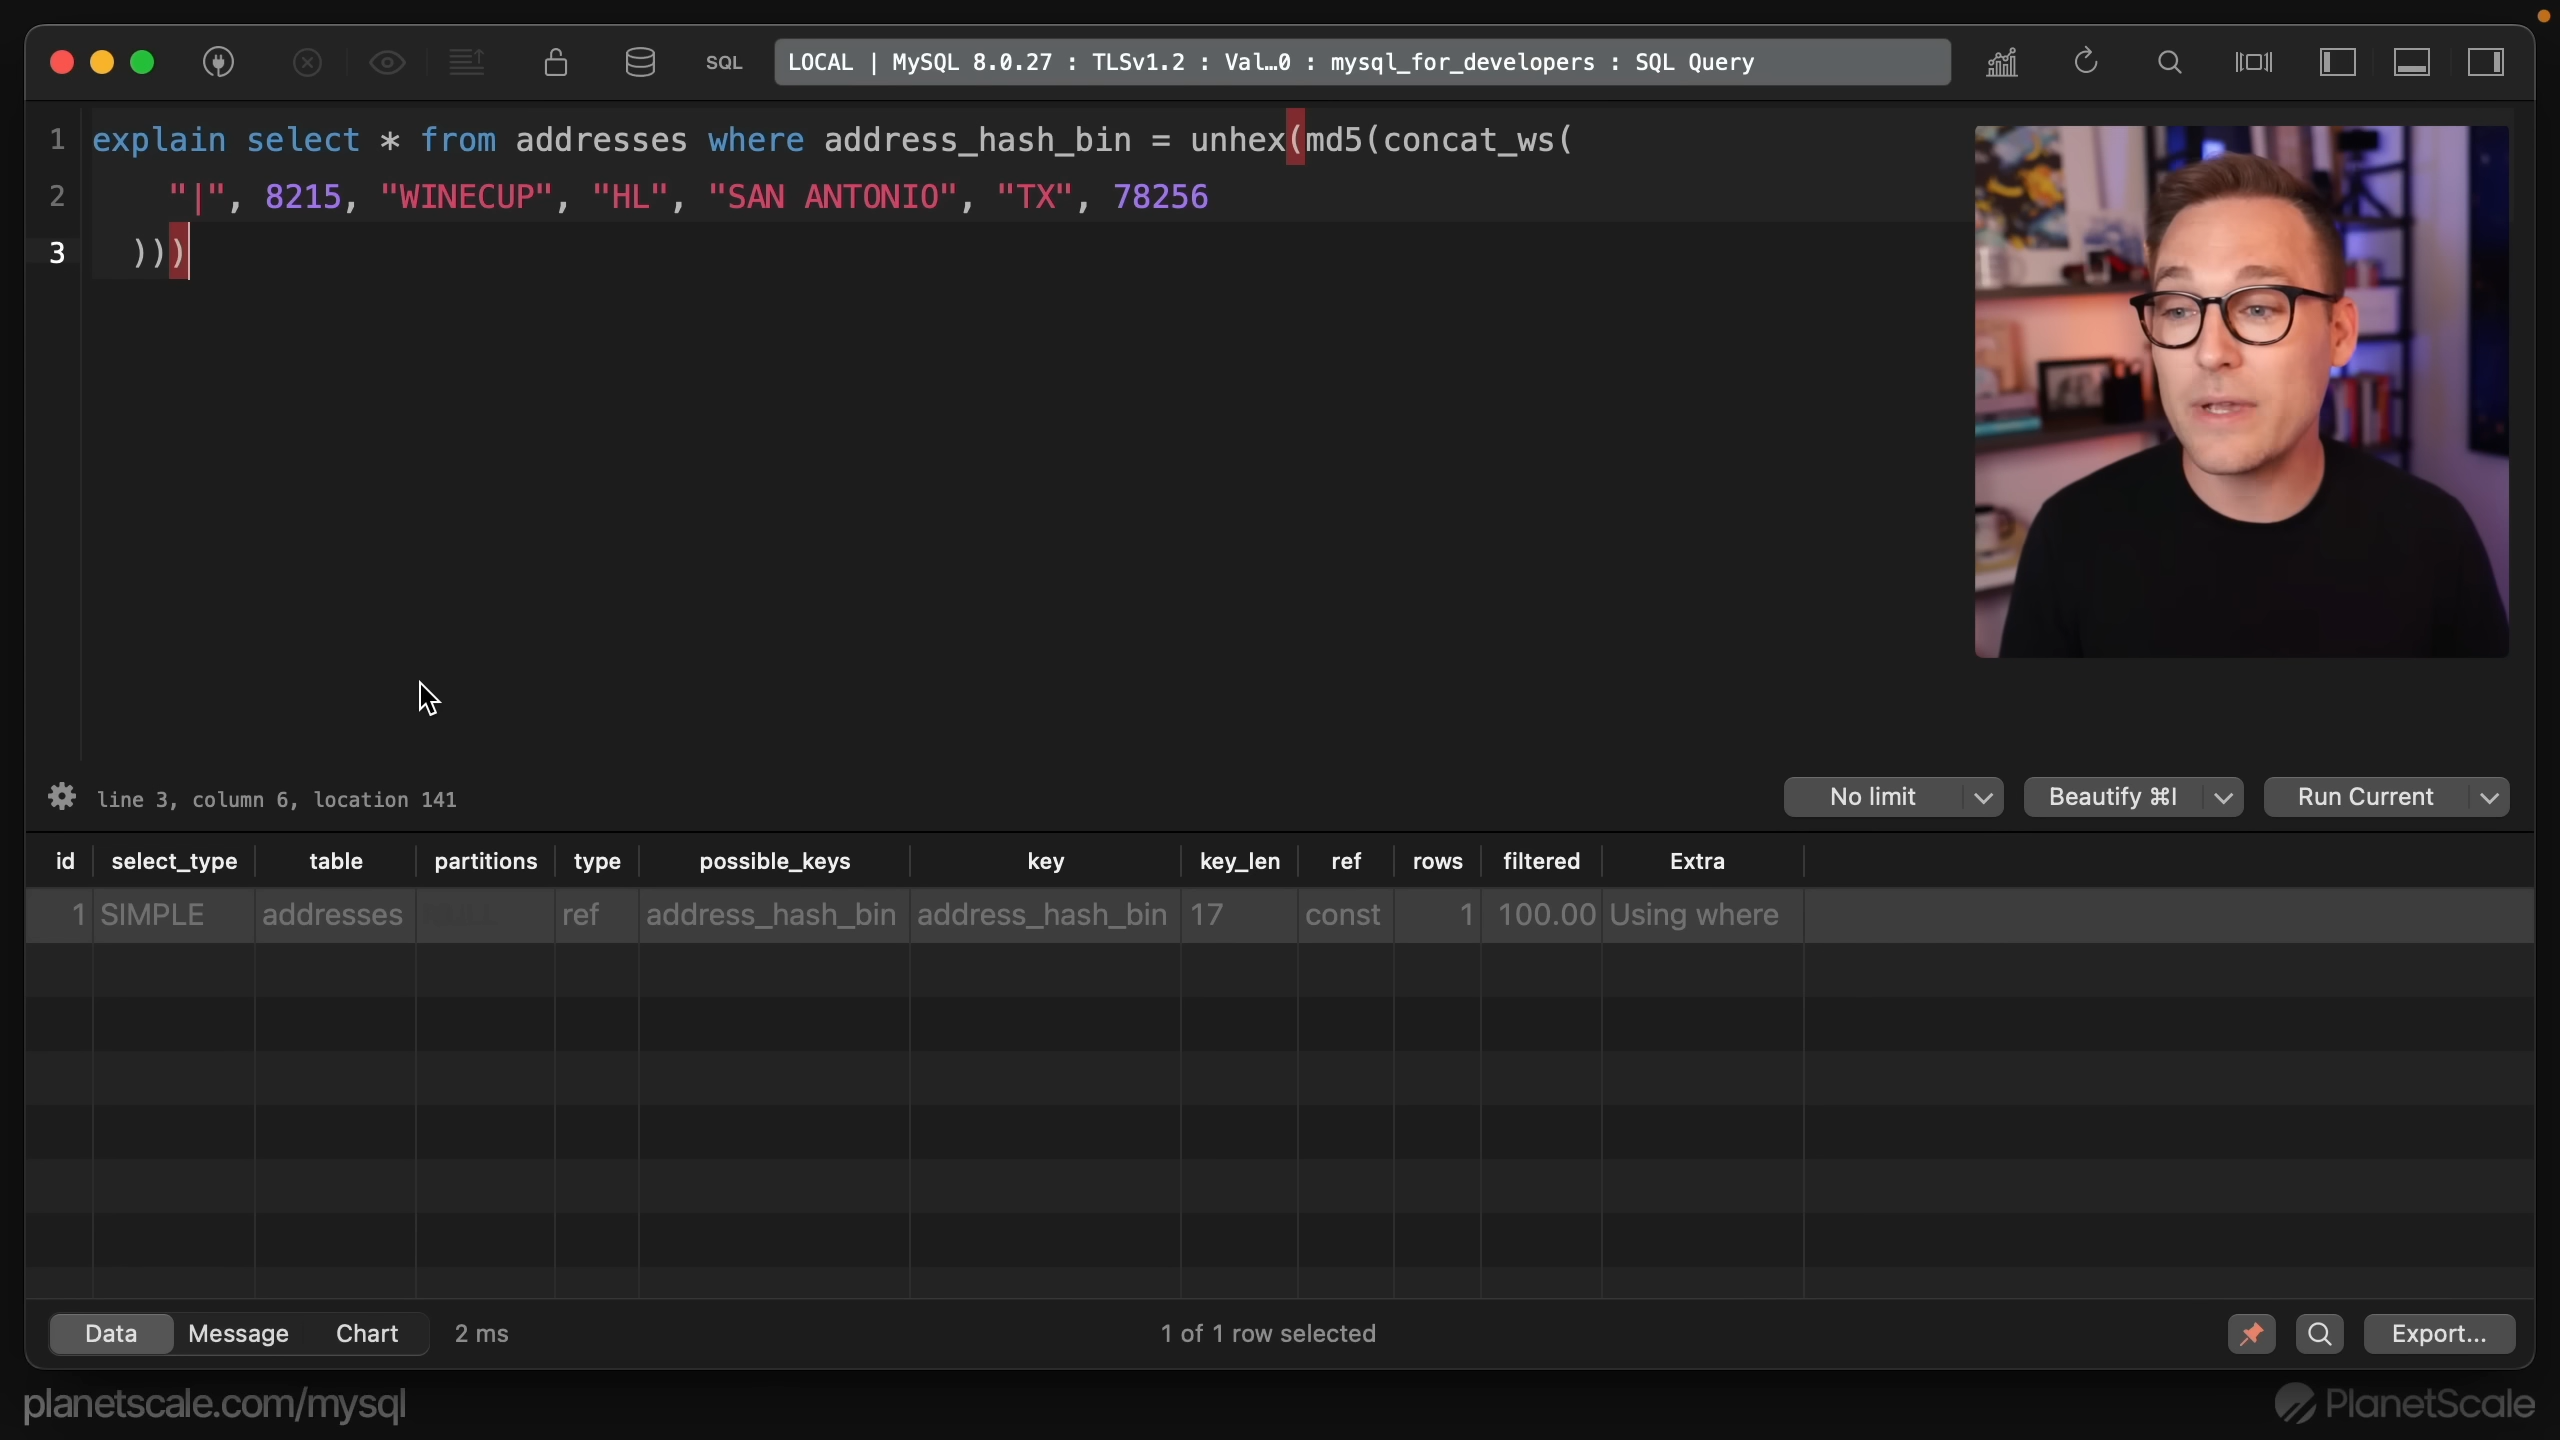 SQL
LOCAL | MySQL 8.0.27 : TLSv1.2 : Val…0 : mysql_for_developers : SQL Query
1 explain select * from addresses where address_hash_bin = unhex(md5(concat_ws(
2 "|", 8215, "WINECUP", "HL", "SAN ANTONIO", "TX", 78256
3 )))
line 3, column 6, location 141
No limit
Beautify ⌘I
Run Current
id select_type table partitions type possible_keys key key_len ref rows filtered Extra
1 SIMPLE addresses NULL ref address_hash_bin address_hash_bin 17 const 1 100.00 Using where
Data Message Chart 2 ms
1 of 1 row selected
Export...
planetscale.com/mysql
PlanetScale